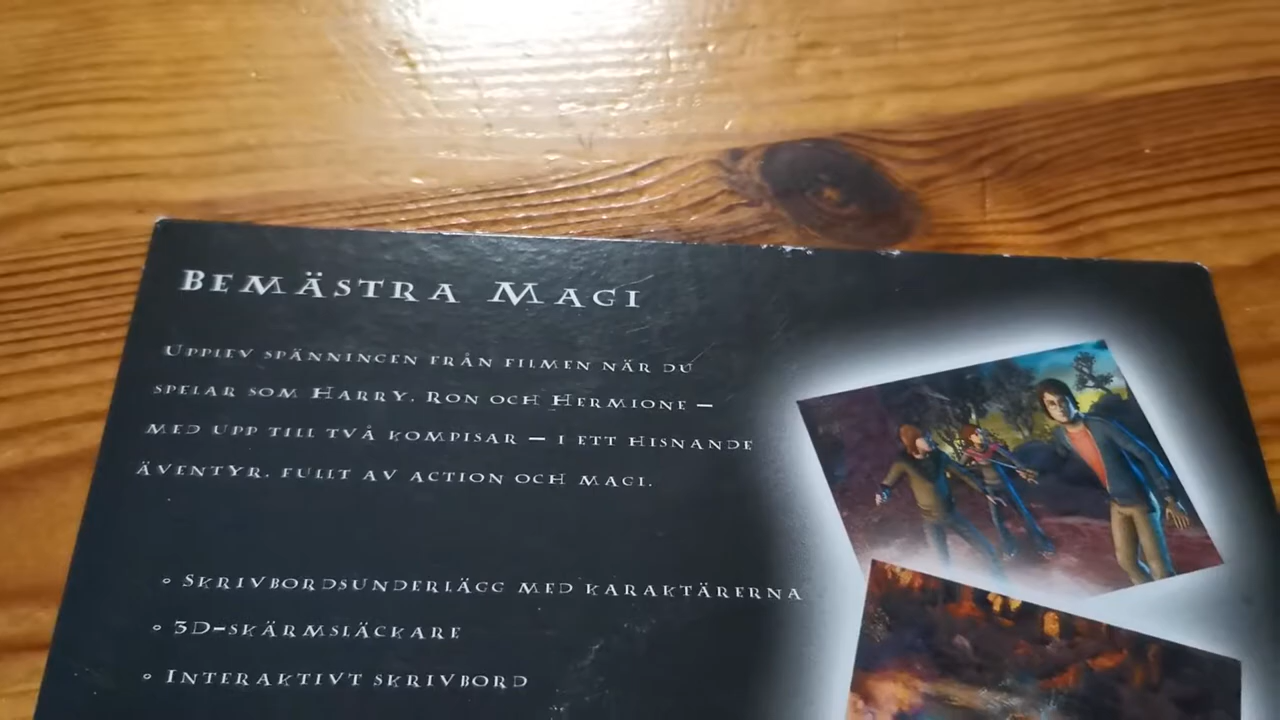 BEMÄSTRA MAGI
UPPLEV SPÄNNINGEN FRÅN FILMEN NÄR DU
SPELAR SOM HARRY, RON OCH HERMIONE –
MED UPP TILL TVÅ KOMPISAR – I ETT HISNANDE
ÄVENTYR, FULLT AV ACTION OCH MAGI.
° SKRIVBORDSUNDERLÄGG MED KARAKTÄRERNA
° 3D-SKÄRMSLÄCKARE
° INTERAKTIVT SKRIVBORD